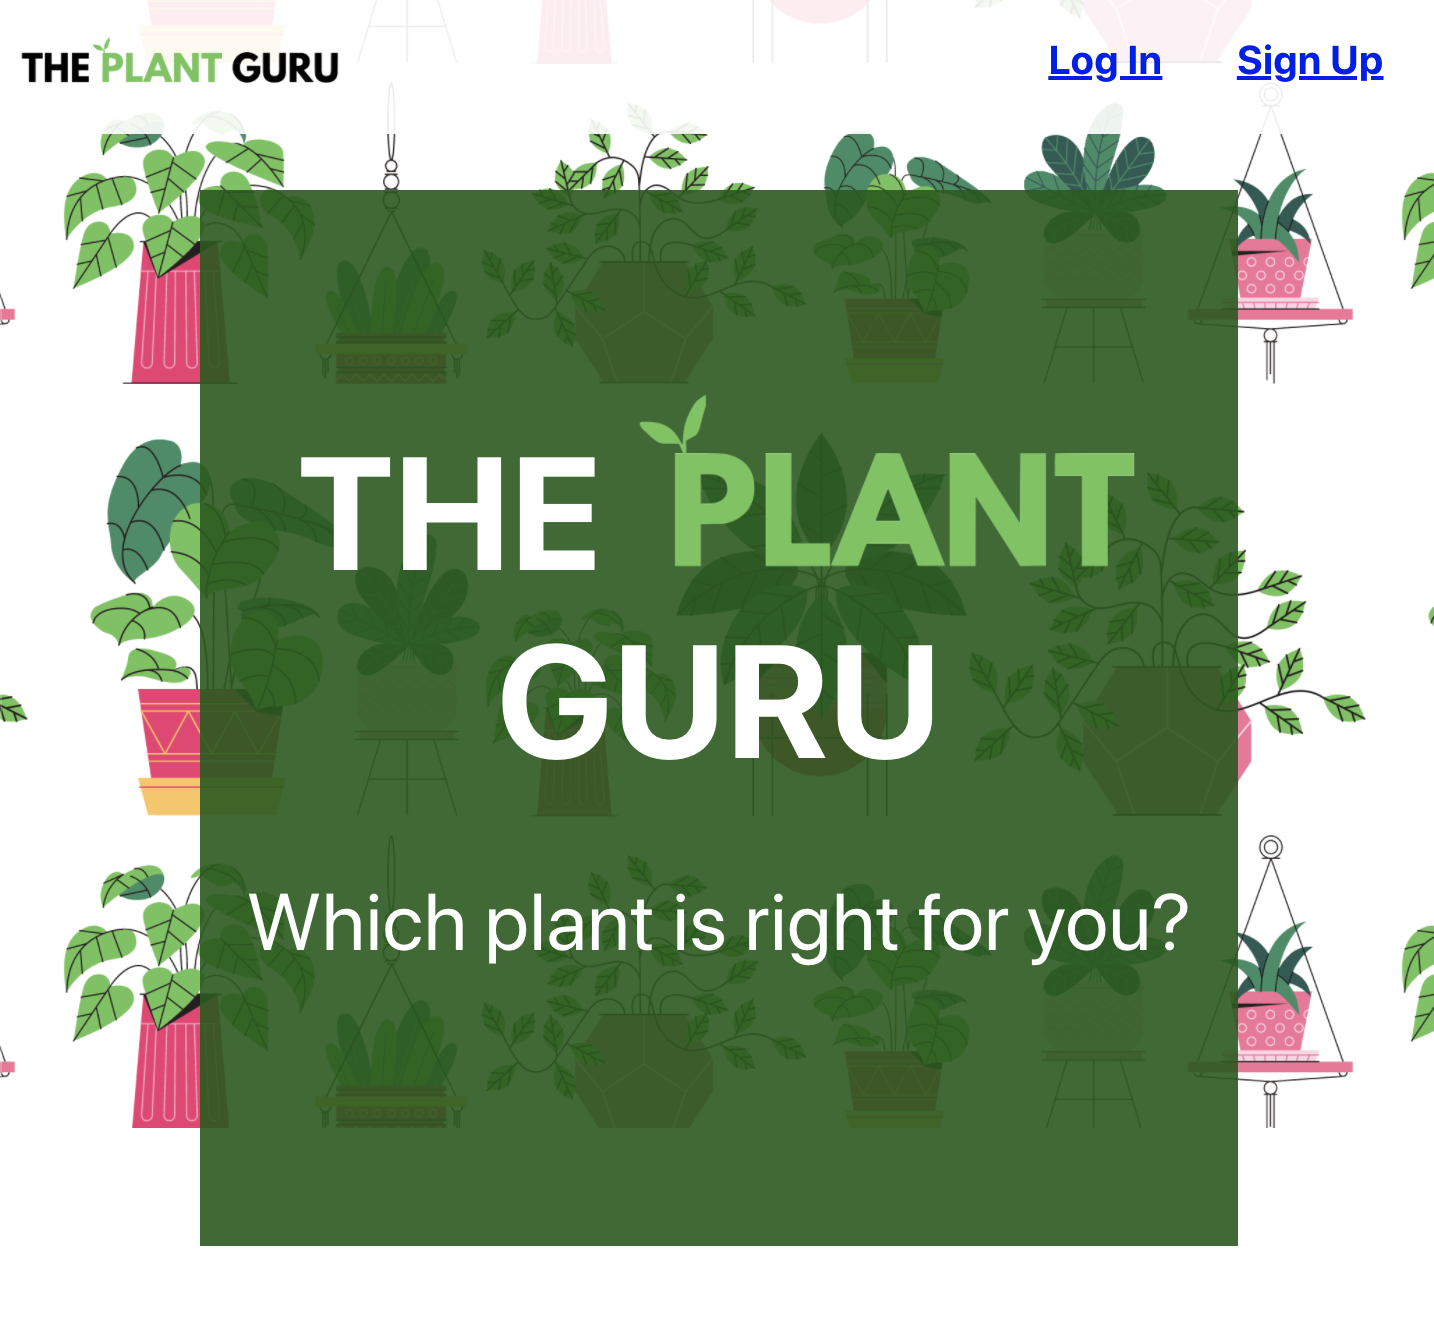 THE PLANT GURU
Log In Sign Up
THE PLANT
GURU
Which plant is right for you?